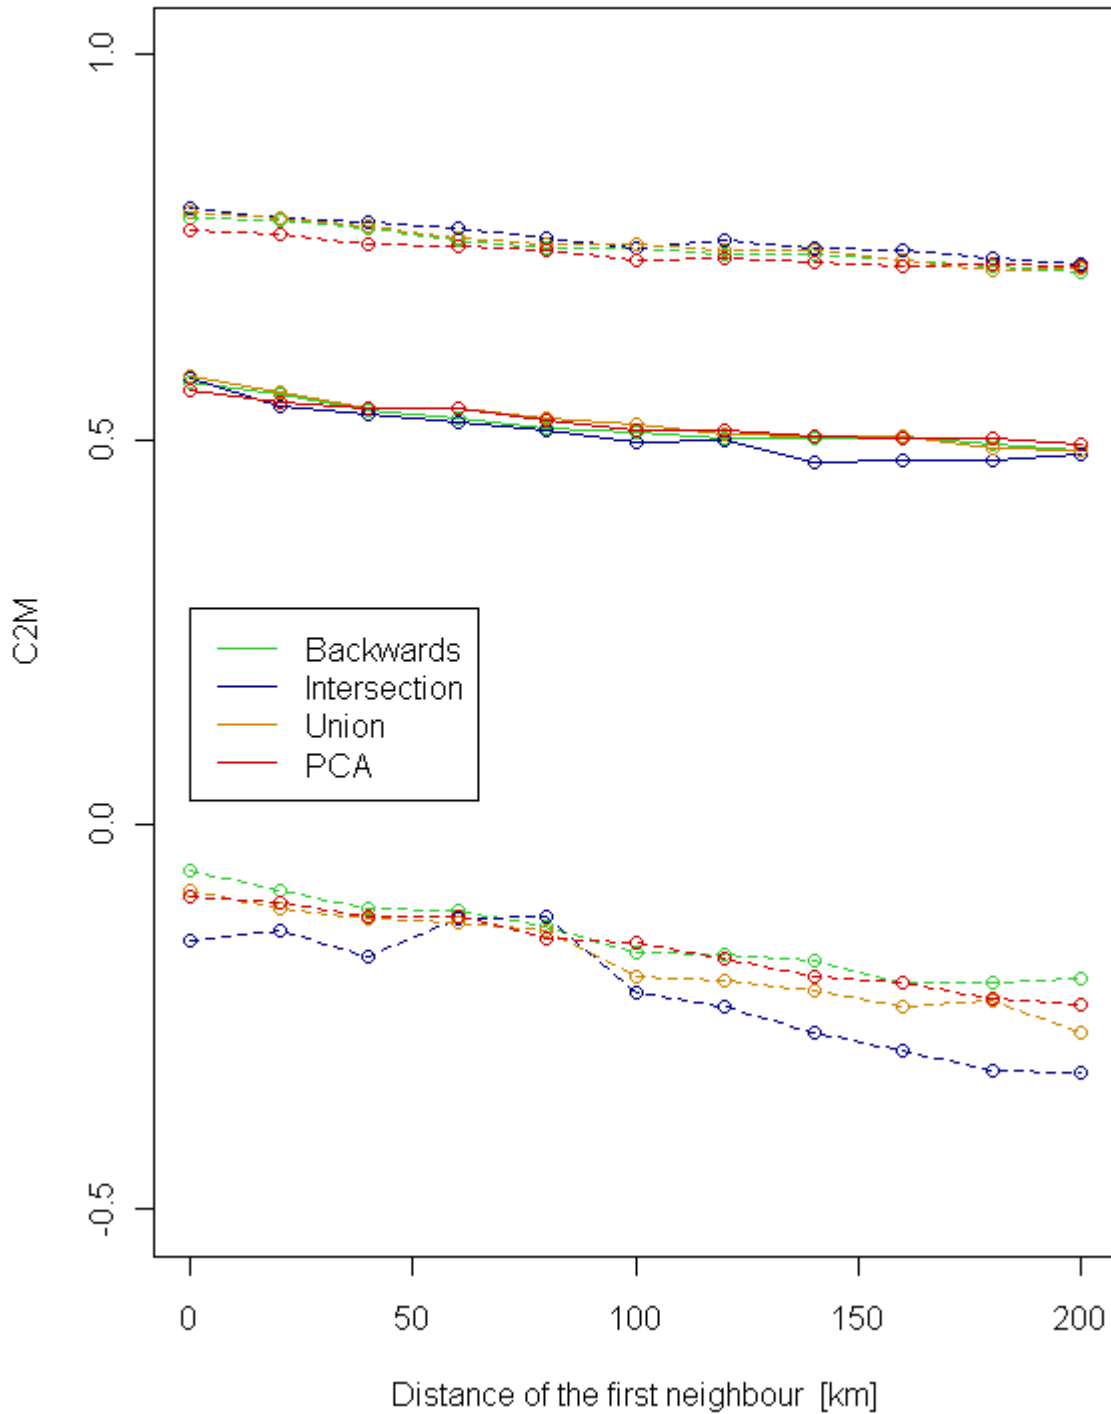 1.0
0.5
0.0
-0.5
C2M
Backwards
Intersection
Union
PCA
0
50
100
150
200
Distance of the first neighbour [km]